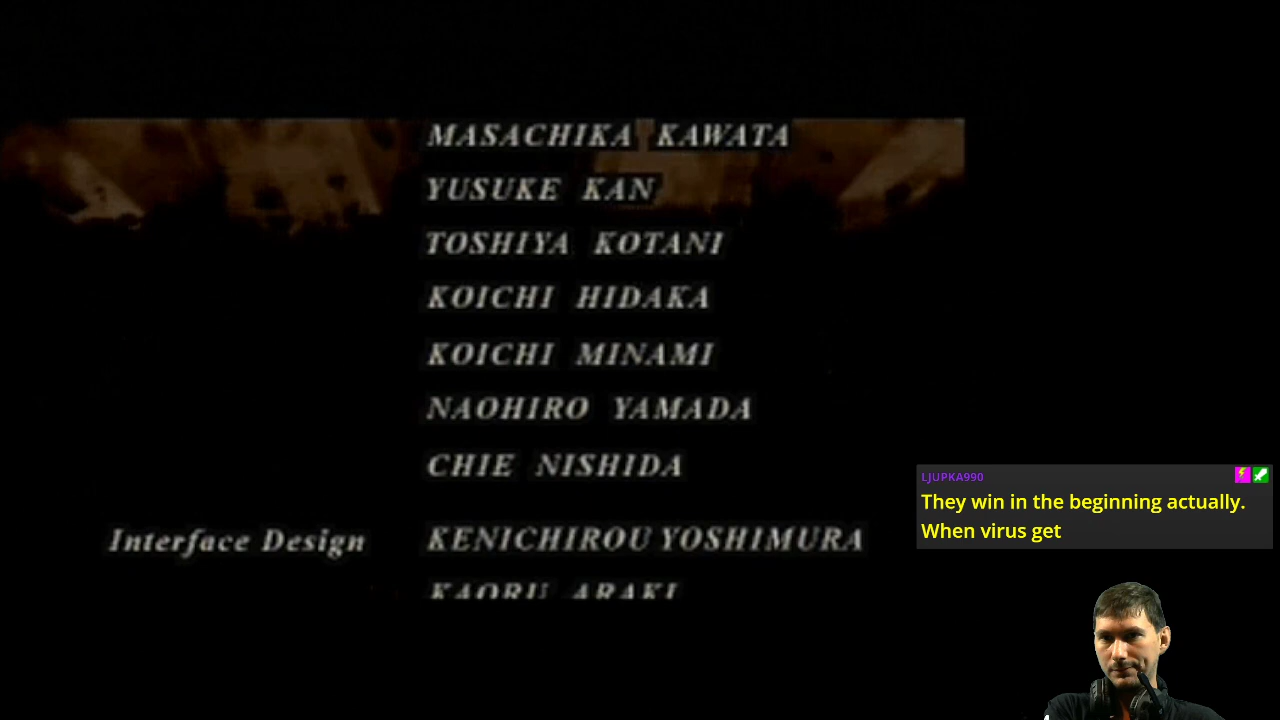 MASACHIKA KAWATA
YUSUKE KAN
TOSHIYA KOTANI
KOICHI HIDAKA
KOICHI MINAMI
NAOHIRO YAMADA
CHIE NISHIDA
Interface Design KENICHIROU YOSHIMURA
KAORU ARAKI
LJUPKA990
They win in the beginning actually.
When virus get